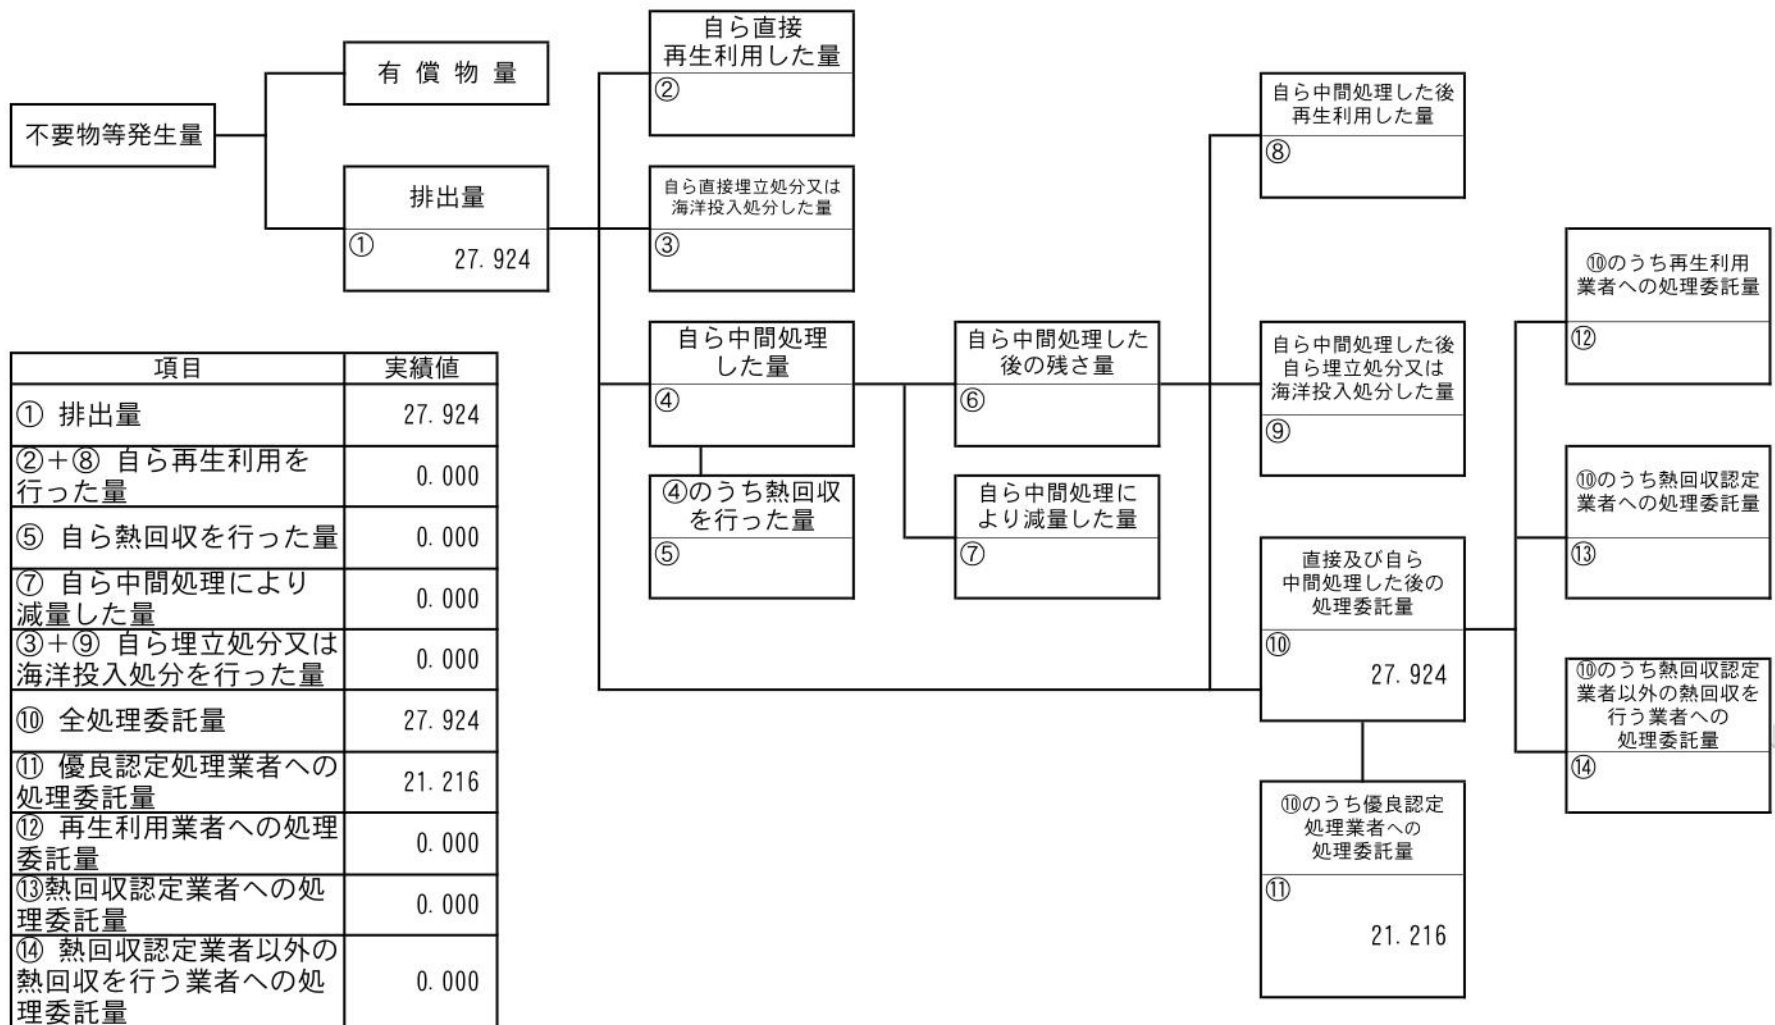 不要物等発生量
有 償 物 量
排出量
①
27.924
自ら直接
再生利用した量
②
自ら直接埋立処分又は
海洋投入処分した量
③
自ら中間処理
した量
④
④のうち熱回収
を行った量
⑤
自ら中間処理した
後の残さ量
⑥
自ら中間処理に
より減量した量
⑦
自ら中間処理した後
再生利用した量
⑧
自ら中間処理した後
自ら埋立処分又は
海洋投入処分した量
⑨
直接及び自ら
中間処理した後の
処理委託量
⑩
27.924
⑩のうち優良認定
処理業者への
処理委託量
⑪
21.216
⑩のうち再生利用
業者への処理委託量
⑫
⑩のうち熱回収認定
業者への処理委託量
⑬
⑩のうち熱回収認定
業者以外の熱回収を
行う業者への
処理委託量
⑭
項目 実績値
① 排出量 27.924
②+⑧ 自ら再生利用を
行った量 0.000
⑤ 自ら熱回収を行った量 0.000
⑦ 自ら中間処理により
減量した量 0.000
③+⑨ 自ら埋立処分又は
海洋投入処分を行った量 0.000
⑩ 全処理委託量 27.924
⑪ 優良認定処理業者への
処理委託量 21.216
⑫ 再生利用業者への処理
委託量 0.000
⑬熱回収認定業者への処
理委託量 0.000
⑭ 熱回収認定業者以外の
熱回収を行う業者への処 0.000
理委託量